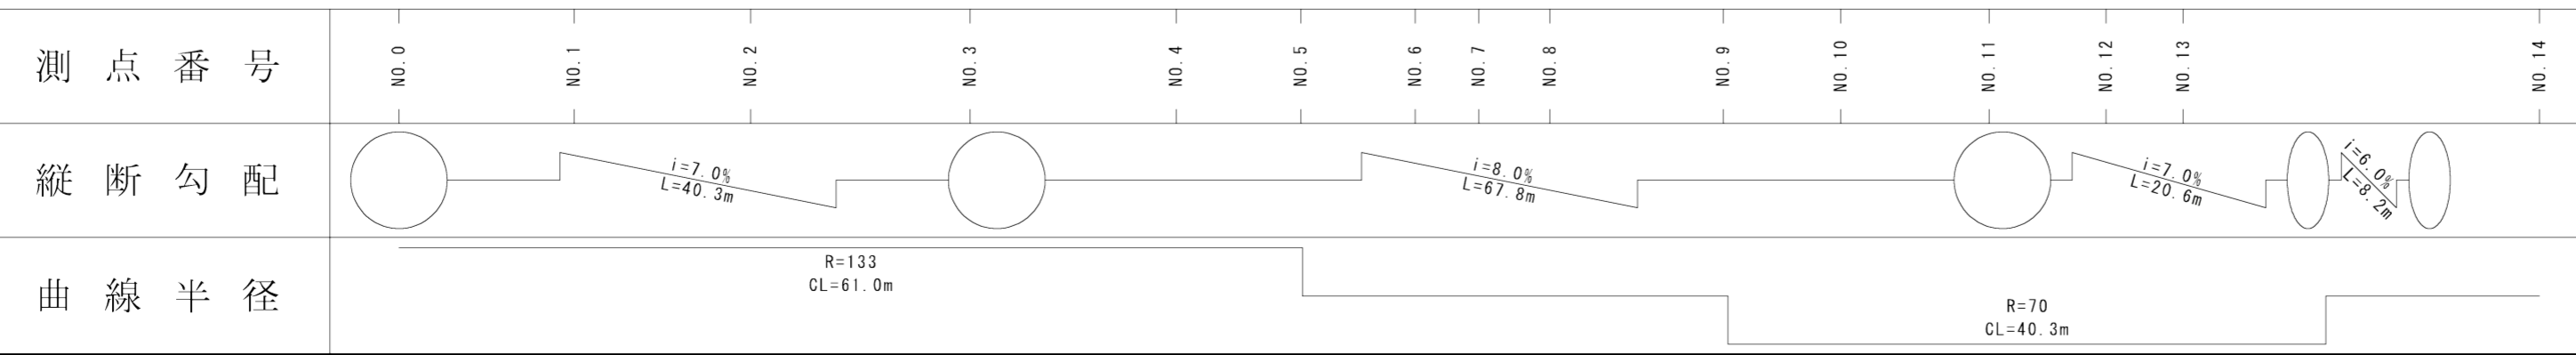 測点番号
NO.0
NO.1
NO.2
NO.3
NO.4
NO.5
NO.6
NO.7
NO.8
NO.9
NO.10
NO.11
NO.12
NO.13
NO.14
縦断勾配
i=7.0%
L=40.3m
i=8.0%
L=67.8m
i=7.0%
L=20.6m
i=6.0%
L=8.2m
曲線半径
R=133
CL=61.0m
R=70
CL=40.3m